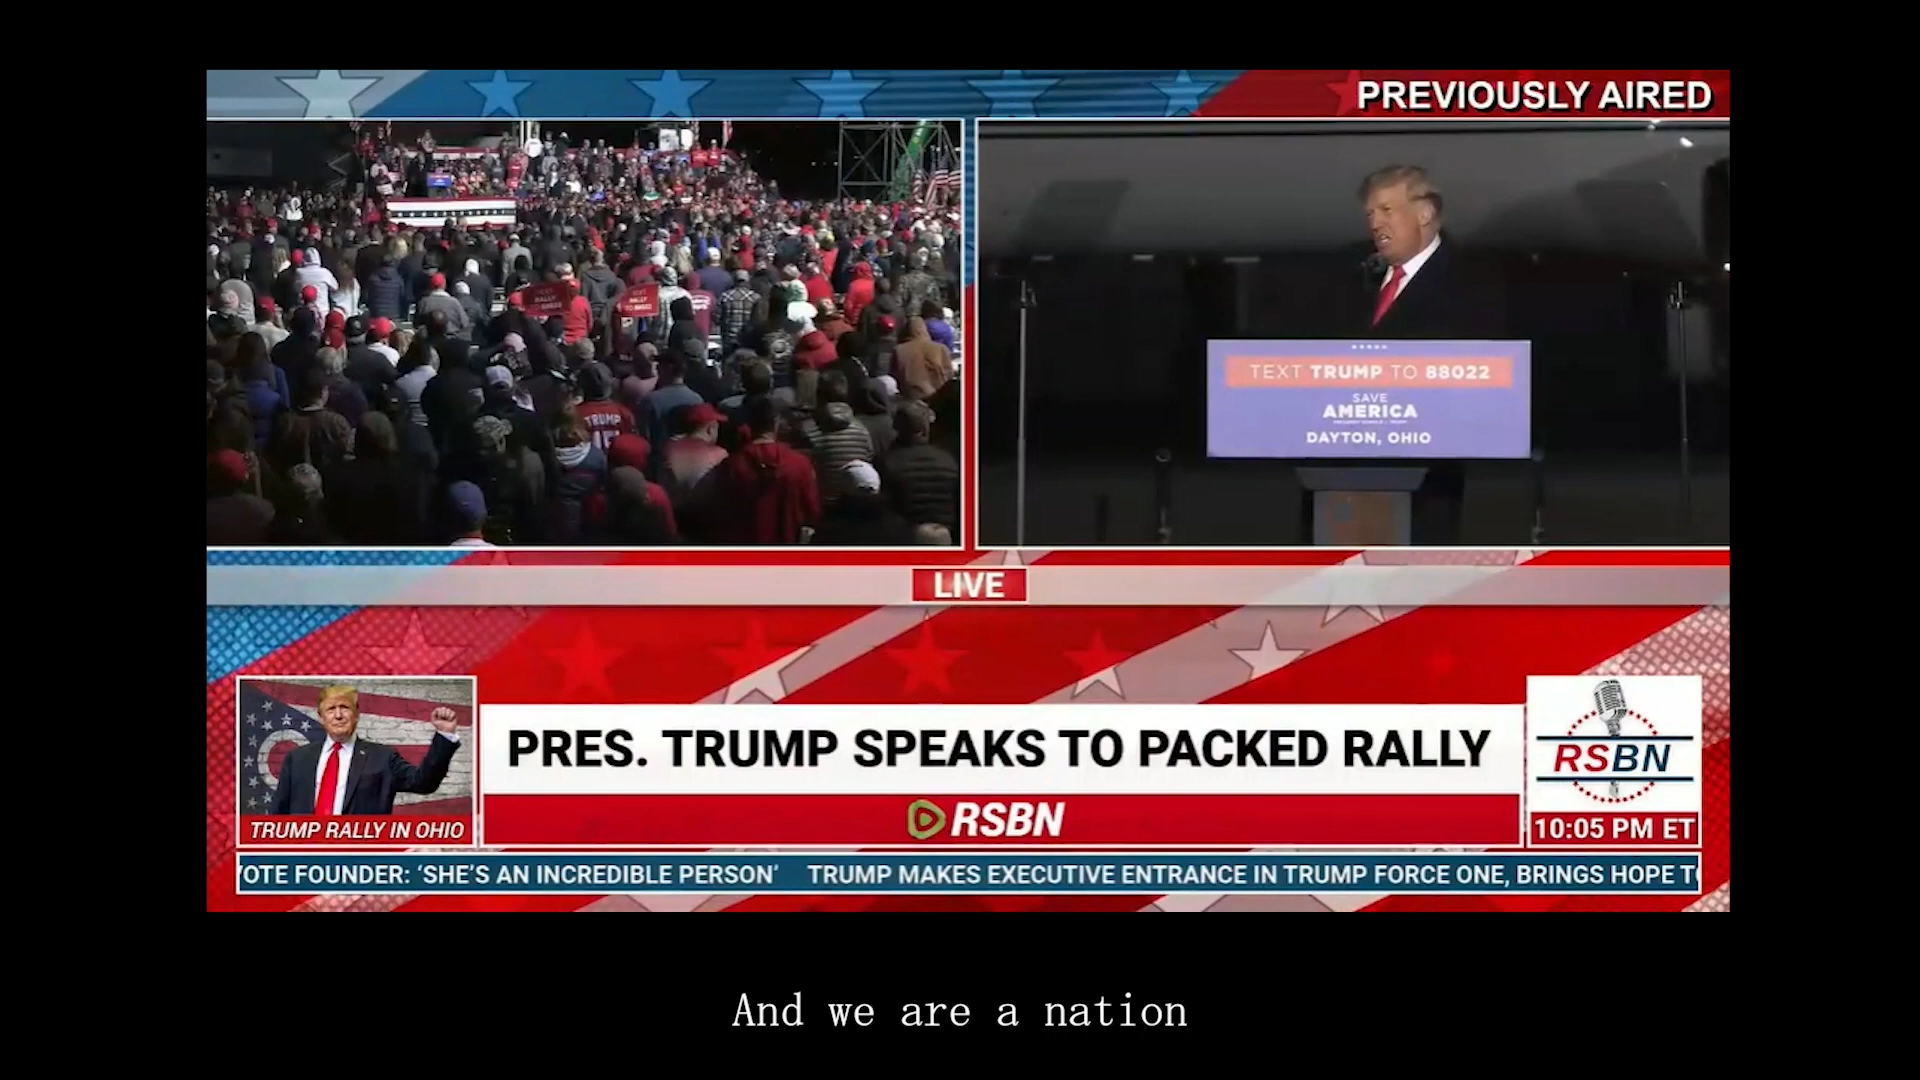 PREVIOUSLY AIRED
TRUMP
TEXT TRUMP TO 88022
SAVE
AMERICA
DAYTON, OHIO
LIVE
PRES. TRUMP SPEAKS TO PACKED RALLY
RSBN
TRUMP RALLY IN OHIO
RSBN
10:05 PM ET
OTE FOUNDER: ‘SHE’S AN INCREDIBLE PERSON’ TRUMP MAKES EXECUTIVE ENTRANCE IN TRUMP FORCE ONE, BRINGS HOPE T
And we are a nation